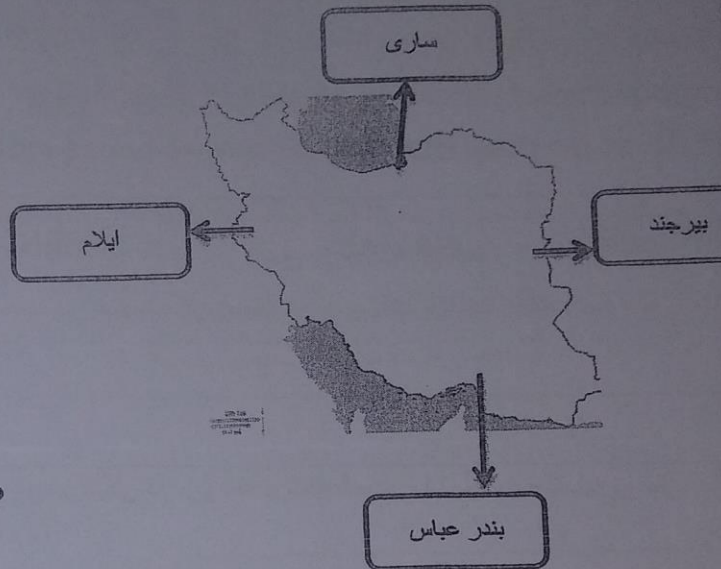 ساری
بیرجند
ایلام
بندر عباس